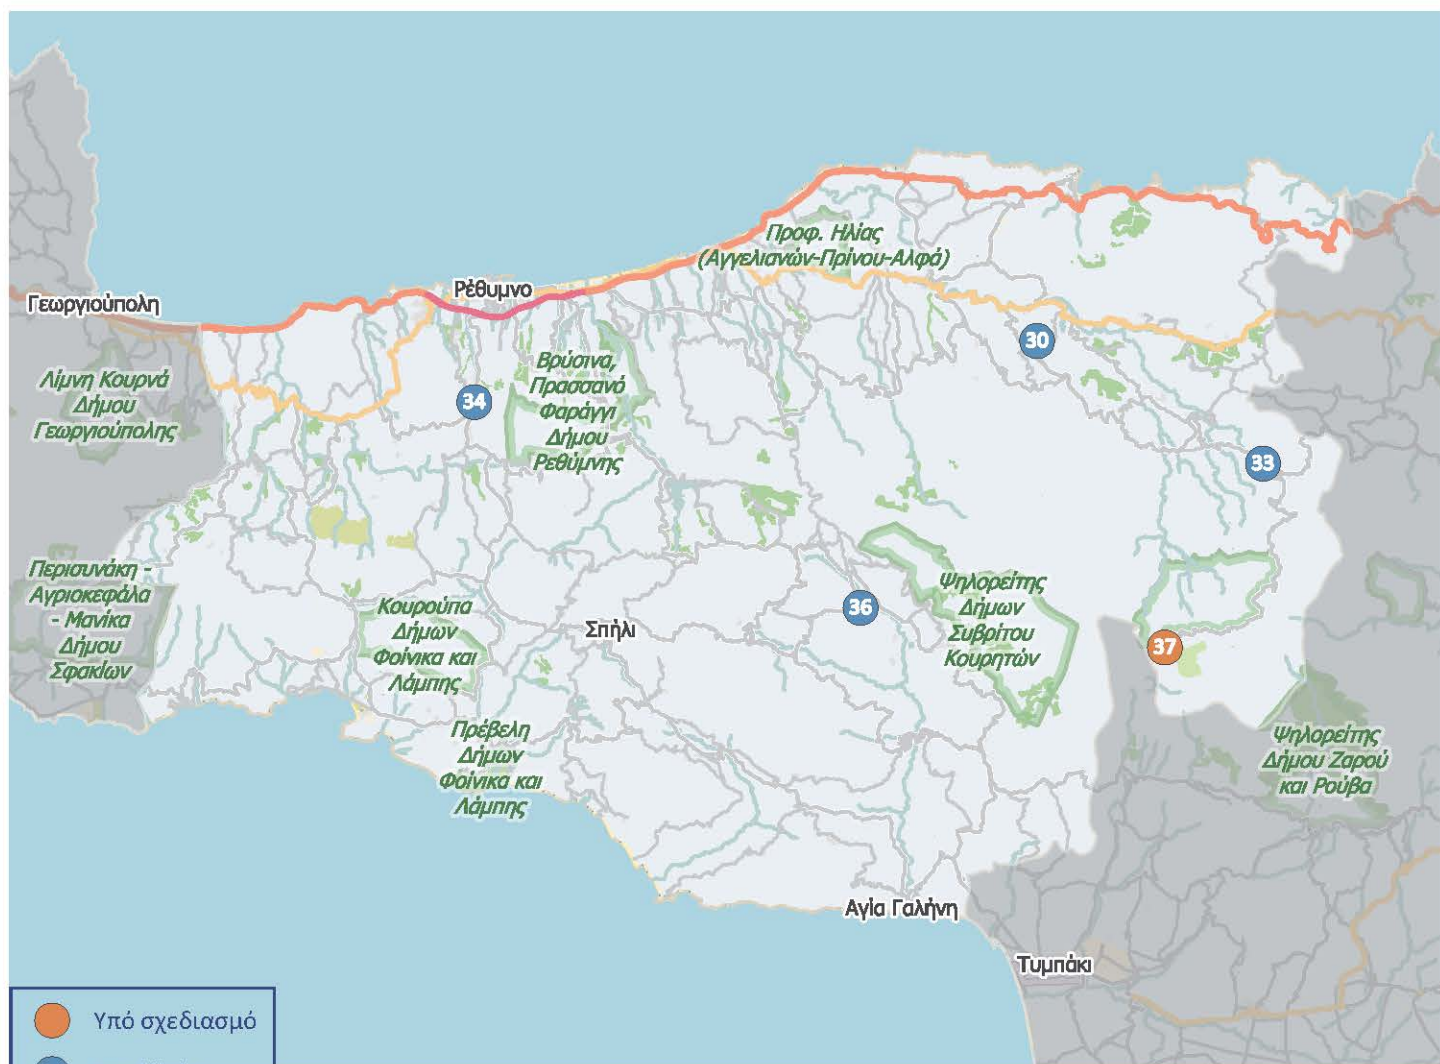 Προφ. Ηλίας
(Αγγελιανών-Πρίνου-Αλφά)
Ρέθυμνο
Γεωργιούπολη
30
Βρύσινα,
Πρασσανό
Φαράγγι
Δήμου
Ρεθύμνης
Λίμνη Κουρνά
Δήμου
Γεωργιούπολης
34
33
Περισυνάκη -
Αγριοκεφάλα
- Μανίκα
Δήμου
Σφακίων
Κουρούπα
Δήμων
Φοίνικα και
Λάμπης
Σπήλι
36
Ψηλορείτης
Δήμων
Συβρίτου
Κουρητών
37
Πρέβελη
Δήμων
Φοίνικα και
Λάμπης
Ψηλορείτης
Δήμου Ζαρού
και Ρούβα
Αγία Γαλήνη
Τυμπάκι
Υπό σχεδιασμό